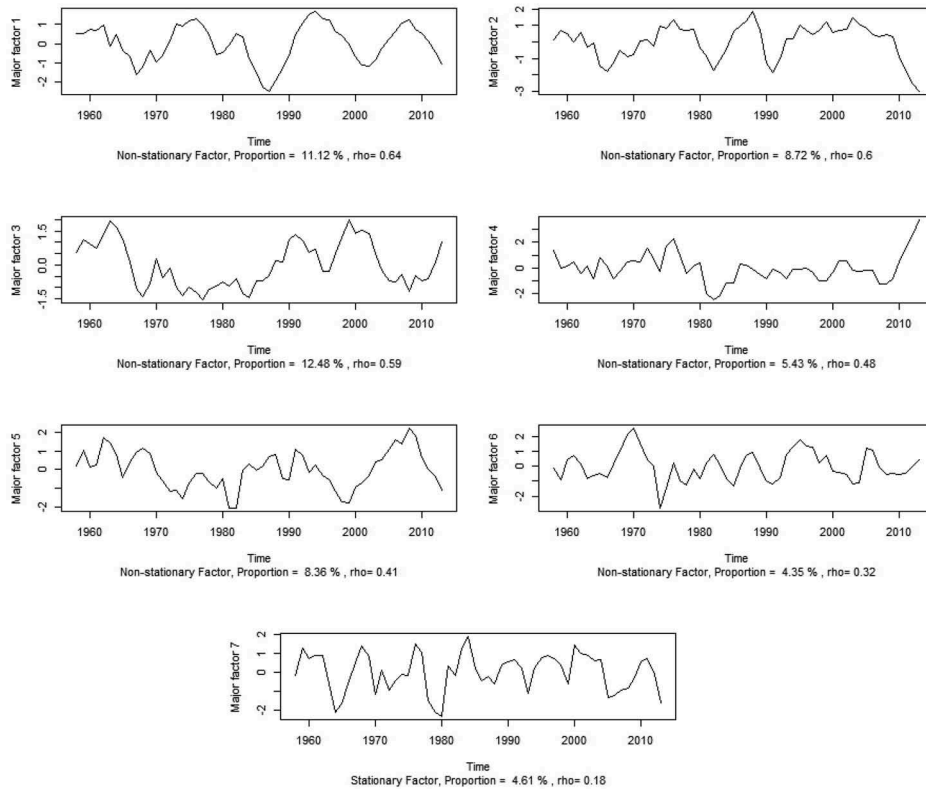 Major factor 1
1
0
-1
-2
1960 1970 1980 1990 2000 2010
Time
Non-stationary Factor, Proportion = 11.12 % , rho= 0.64
Major factor 2
2
1
-1
-3
1960 1970 1980 1990 2000 2010
Time
Non-stationary Factor, Proportion = 8.72 % , rho= 0.6
Major factor 3
1.5
0.0
-1.5
1960 1970 1980 1990 2000 2010
Time
Non-stationary Factor, Proportion = 12.48 % , rho= 0.59
Major factor 4
2
0
-2
1960 1970 1980 1990 2000 2010
Time
Non-stationary Factor, Proportion = 5.43 % , rho= 0.48
Major factor 5
2
1
0
-2
1960 1970 1980 1990 2000 2010
Time
Non-stationary Factor, Proportion = 8.36 % , rho= 0.41
Major factor 6
2
1
0
-2
1960 1970 1980 1990 2000 2010
Time
Non-stationary Factor, Proportion = 4.35 % , rho= 0.32
Major factor 7
2
1
0
-2
1960 1970 1980 1990 2000 2010
Time
Stationary Factor, Proportion = 4.61 % , rho= 0.18